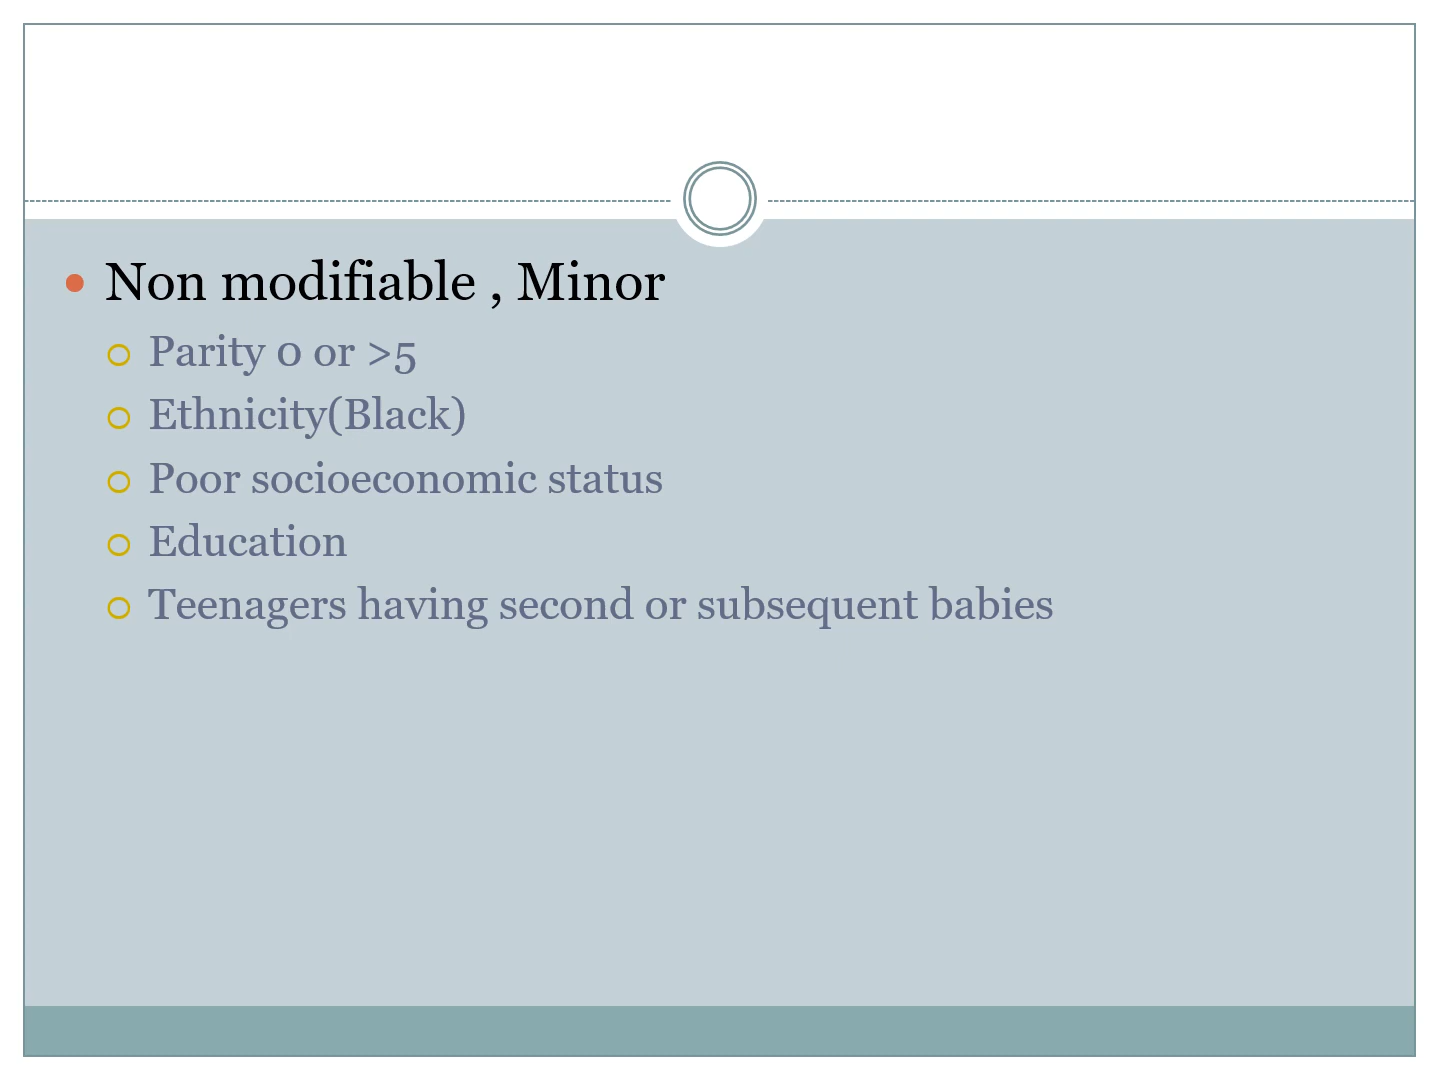 Non modifiable , Minor
Parity 0 or >5
Ethnicity(Black)
Poor socioeconomic status
Education
Teenagers having second or subsequent babies